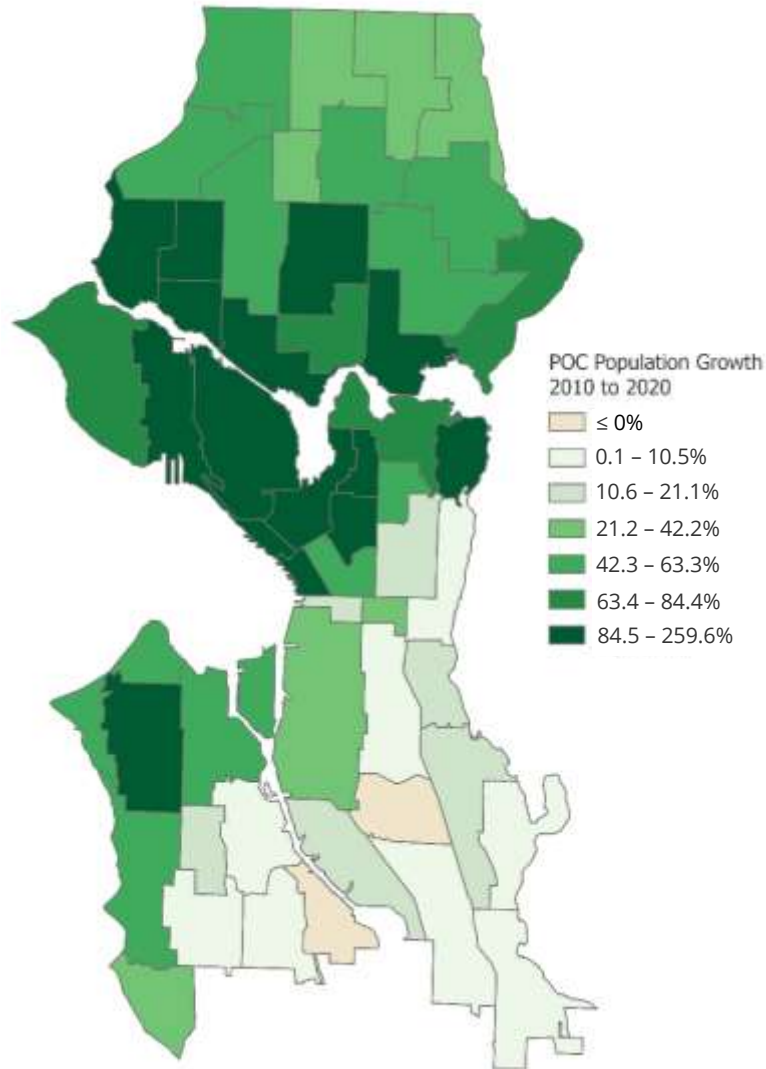 POC Population Growth
2010 to 2020
≤ 0%
0.1 – 10.5%
10.6 – 21.1%
21.2 – 42.2%
42.3 – 63.3%
63.4 – 84.4%
84.5 – 259.6%